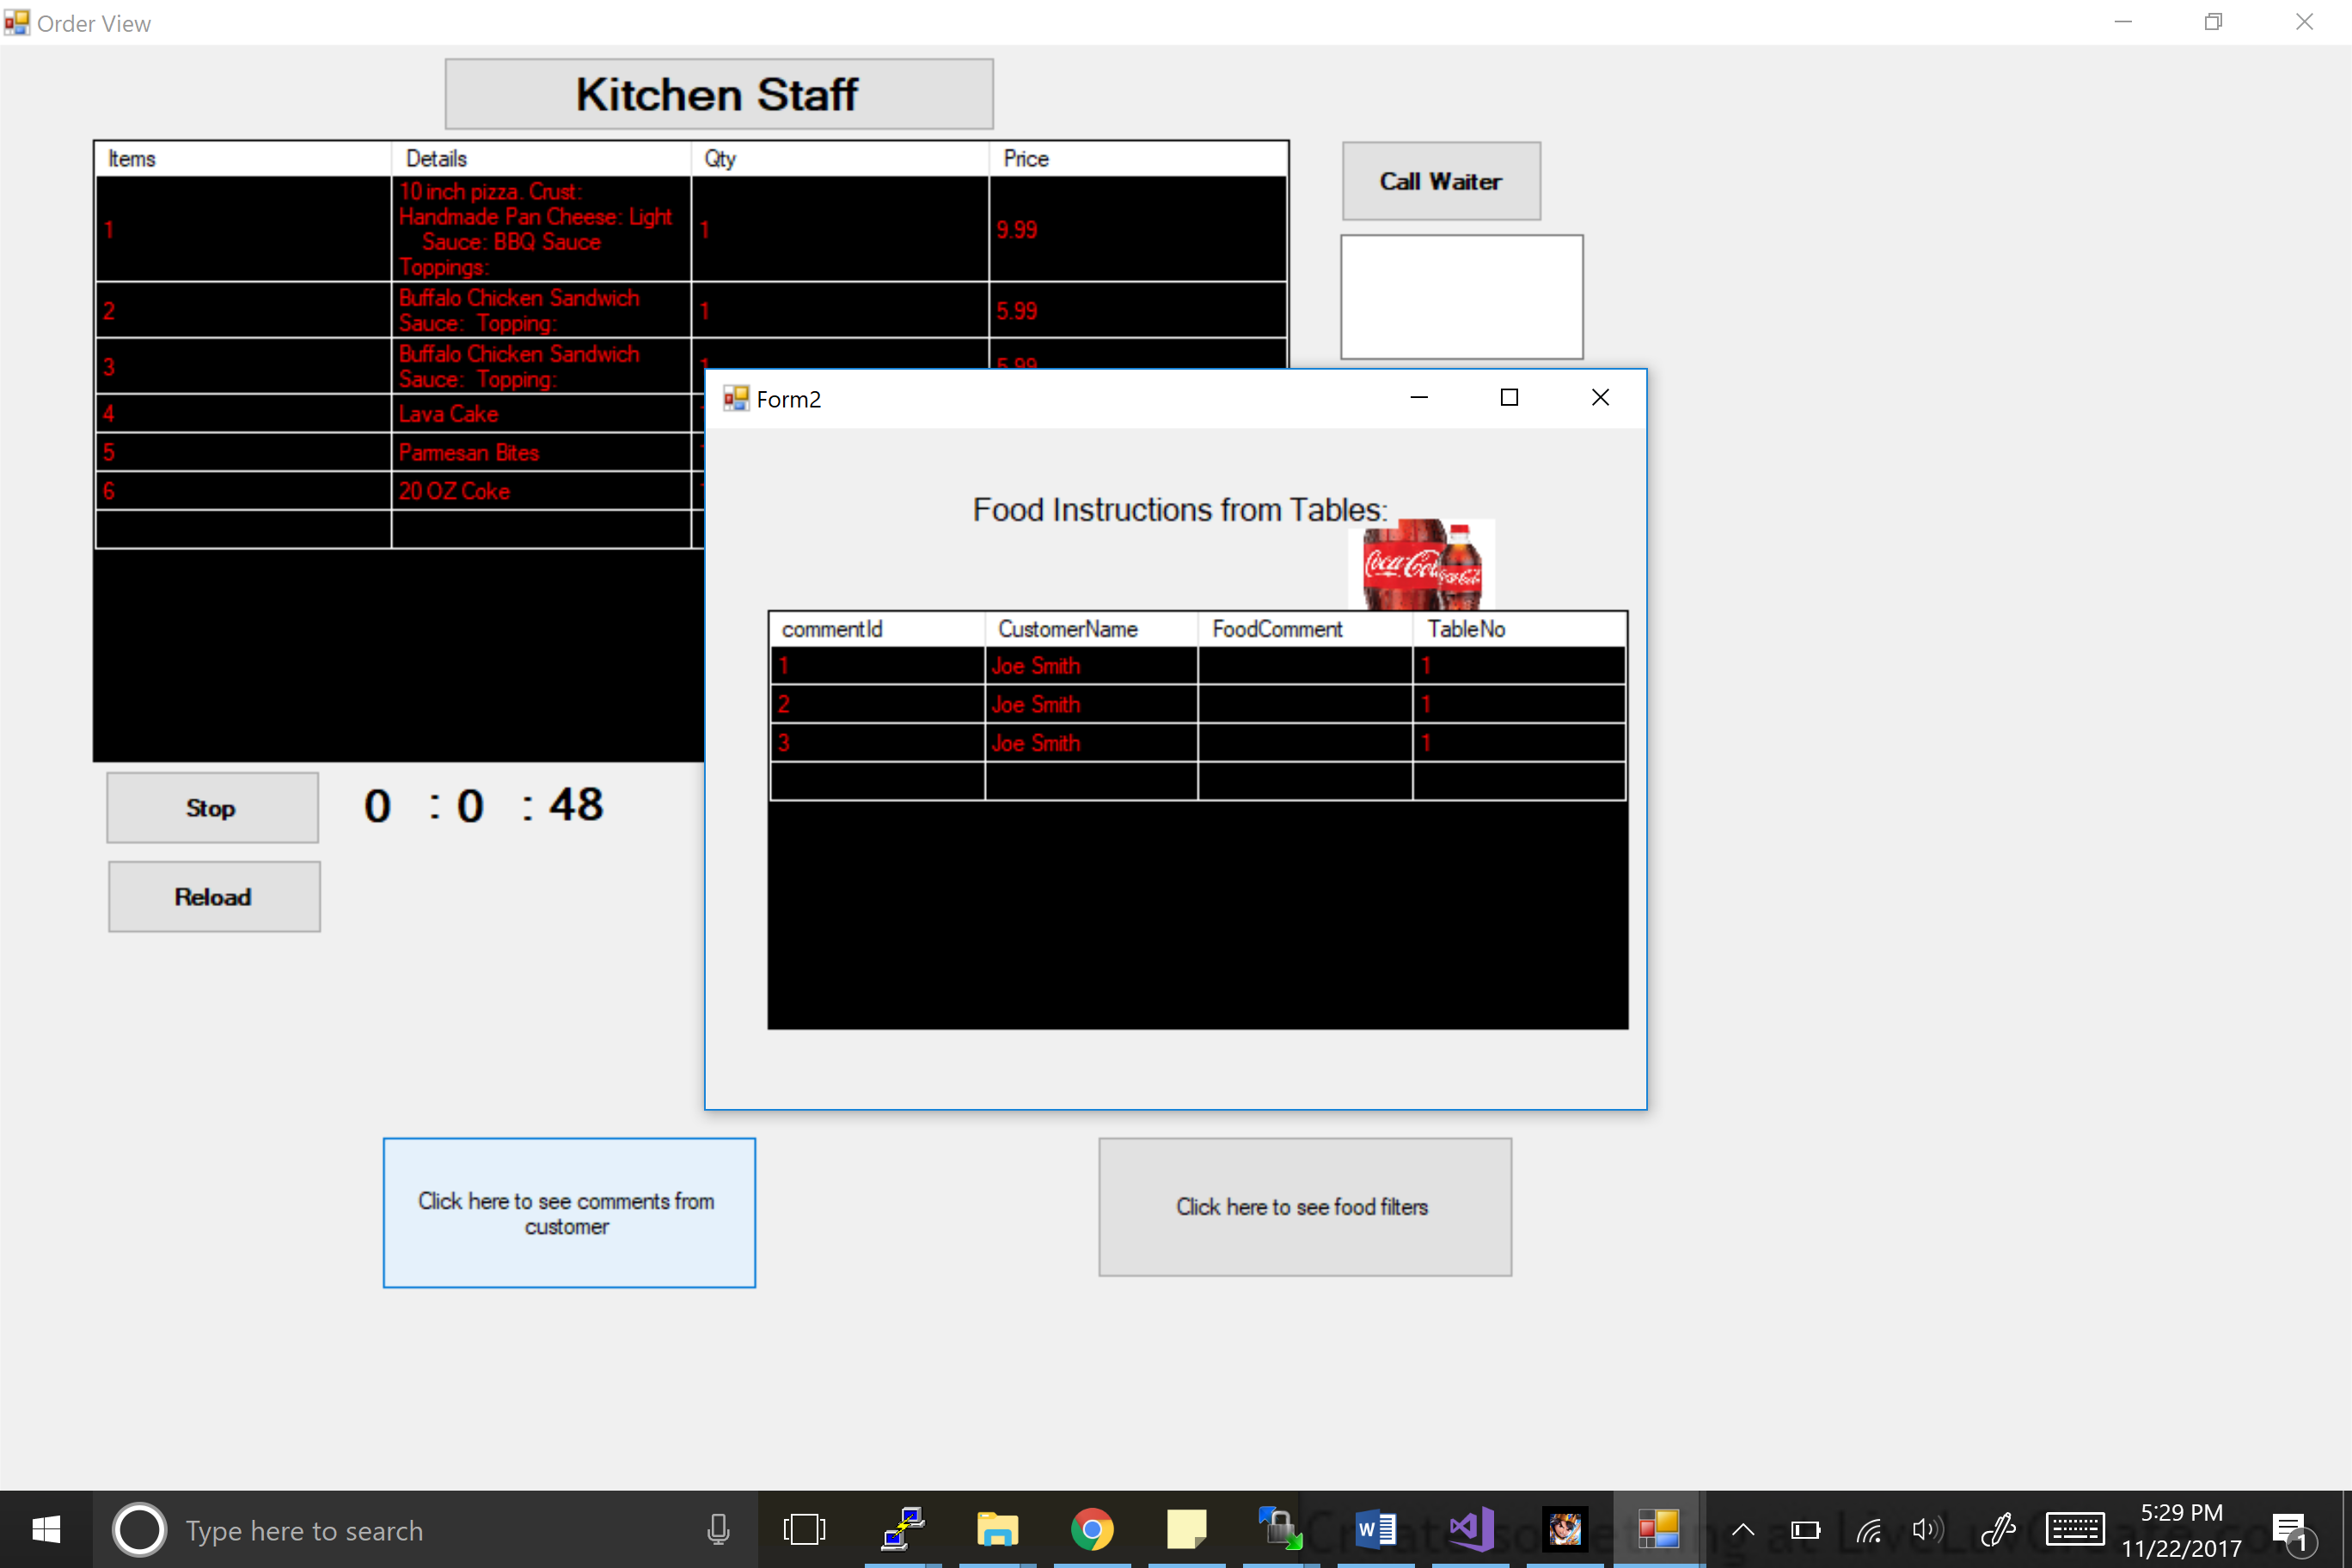 Order View
Kitchen Staff
Items Details Qty Price
1 10 inch pizza. Crust: 1 9.99
Handmade Pan Cheese: Light
Sauce: BBQ Sauce
Toppings:
2 Buffalo Chicken Sandwich 1 5.99
Sauce: Topping:
3 Buffalo Chicken Sandwich 1 5.99
Sauce: Topping:
4 Lava Cake
5 Parmesan Bites
6 20 OZ Coke
Call Waiter
Form2
Food Instructions from Tables:
Coca-Cola
Coca-Cola
commentId CustomerName FoodComment TableNo
1 Joe Smith 1
2 Joe Smith 1
3 Joe Smith 1
Stop
0 : 0 : 48
Reload
Click here to see comments from
customer
Click here to see food filters
Type here to search
5:29 PM
11/22/2017
1